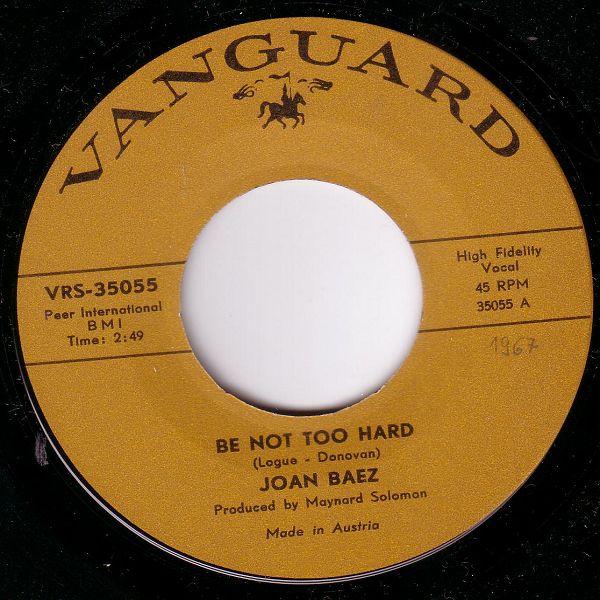 VANGUARD
VRS-35055
Peer International
BMI
Time: 2:49
High Fidelity
Vocal
45 RPM
35055 A
1967
BE NOT TOO HARD
(Logue - Donovan)
JOAN BAEZ
Produced by Maynard Solomon
Made in Austria